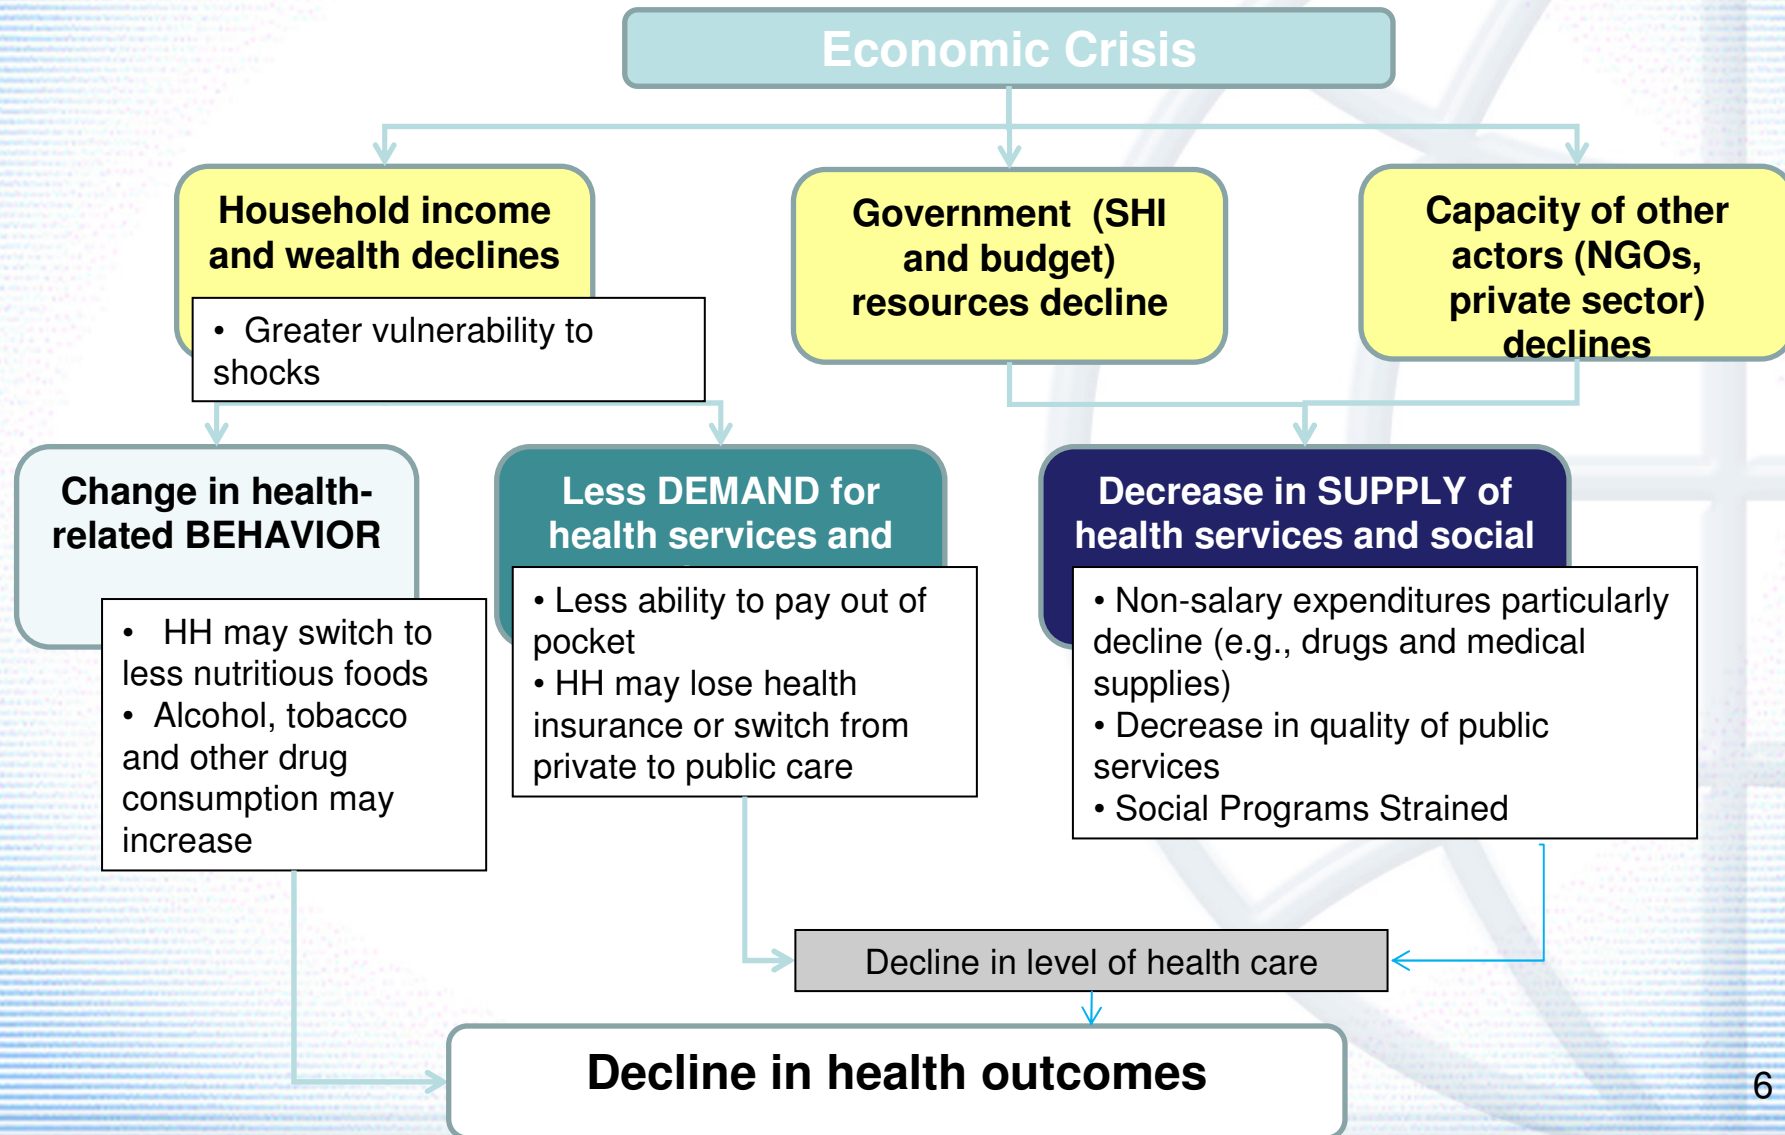 Economic Crisis
Household income
and wealth declines
• Greater vulnerability to
shocks
Government (SHI
and budget)
resources decline
Capacity of other
actors (NGOs,
private sector)
declines
Change in health-
related BEHAVIOR
• HH may switch to
less nutritious foods
• Alcohol, tobacco
and other drug
consumption may
increase
Less DEMAND for
health services and
• Less ability to pay out of
pocket
• HH may lose health
insurance or switch from
private to public care
Decrease in SUPPLY of
health services and social
• Non-salary expenditures particularly
decline (e.g., drugs and medical
supplies)
• Decrease in quality of public
services
• Social Programs Strained
Decline in level of health care
Decline in health outcomes
6